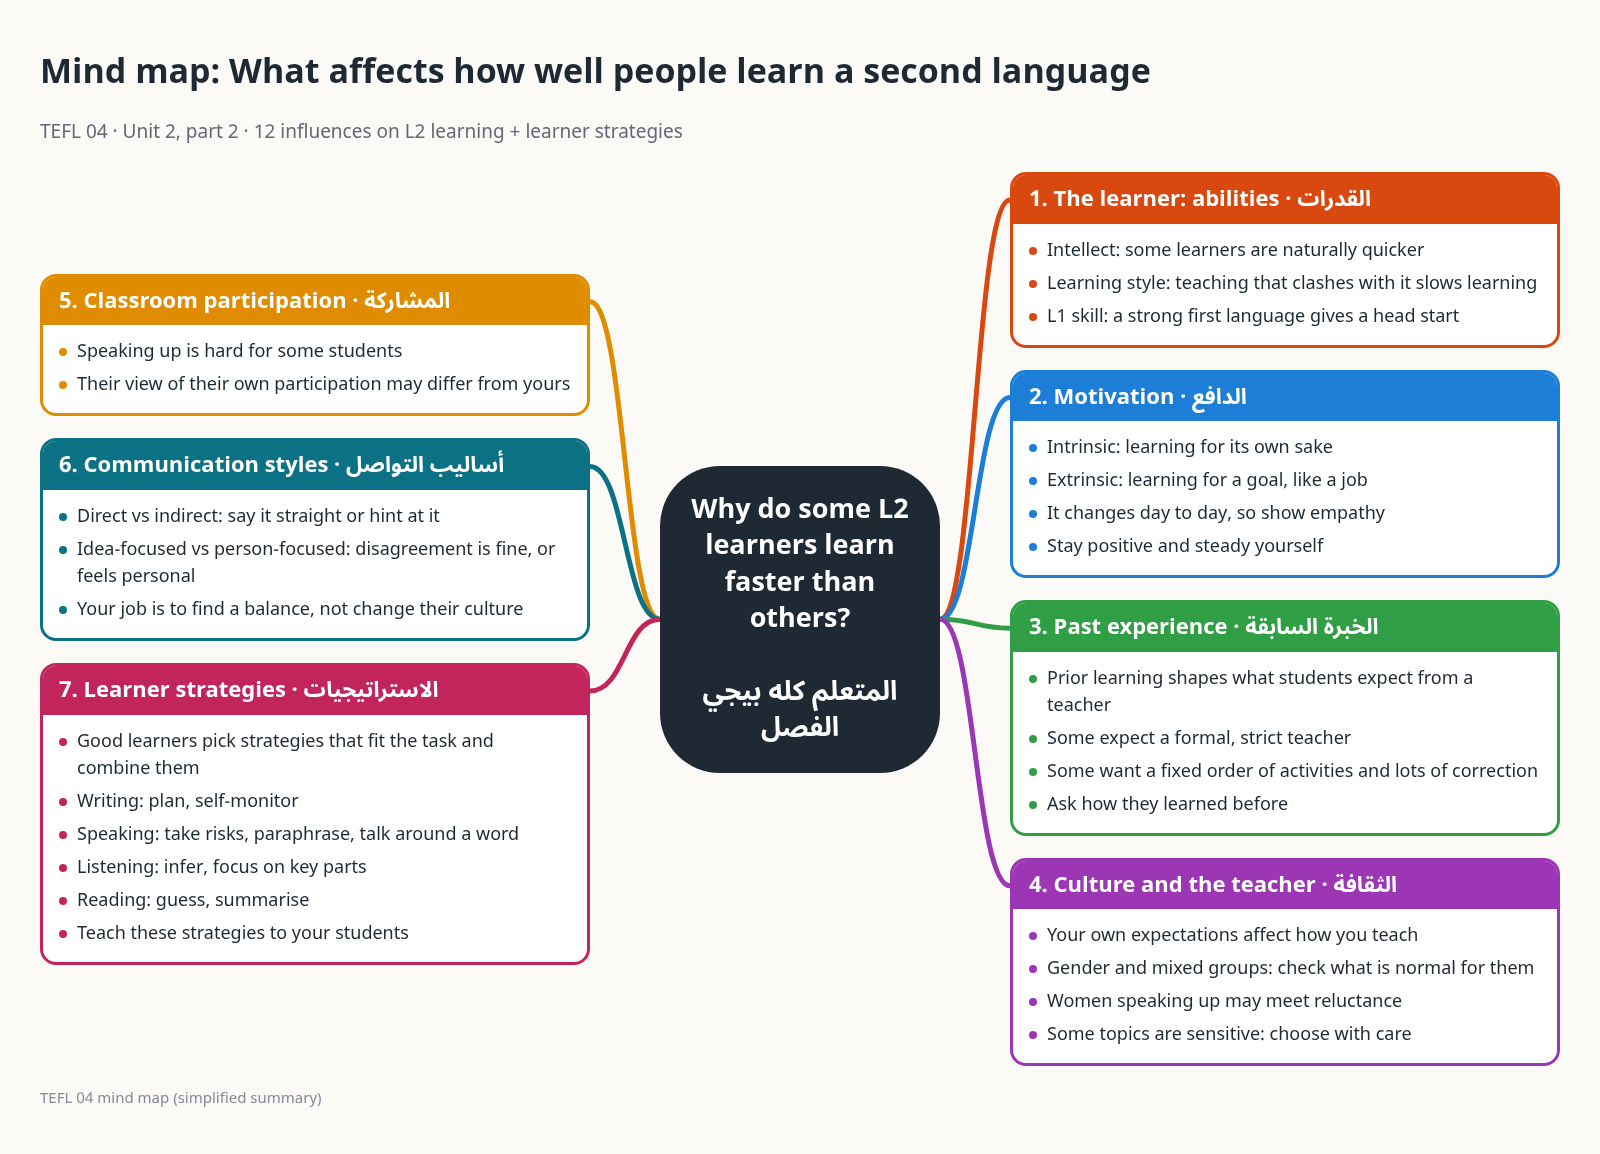 Mind map: What affects how well people learn a second language
TEFL 04 · Unit 2, part 2 · 12 influences on L2 learning + learner strategies
Why do some L2
learners learn
faster than
others?
المتعلم كله بيجي
الفصل
1. The learner: abilities · القدرات
Intellect: some learners are naturally quicker
Learning style: teaching that clashes with it slows learning
L1 skill: a strong first language gives a head start
2. Motivation · الدافع
Intrinsic: learning for its own sake
Extrinsic: learning for a goal, like a job
It changes day to day, so show empathy
Stay positive and steady yourself
3. Past experience · الخبرة السابقة
Prior learning shapes what students expect from a
teacher
Some expect a formal, strict teacher
Some want a fixed order of activities and lots of correction
Ask how they learned before
4. Culture and the teacher · الثقافة
Your own expectations affect how you teach
Gender and mixed groups: check what is normal for them
Women speaking up may meet reluctance
Some topics are sensitive: choose with care
5. Classroom participation · المشاركة
Speaking up is hard for some students
Their view of their own participation may differ from yours
6. Communication styles · أساليب التواصل
Direct vs indirect: say it straight or hint at it
Idea-focused vs person-focused: disagreement is fine, or
feels personal
Your job is to find a balance, not change their culture
7. Learner strategies · الاستراتيجيات
Good learners pick strategies that fit the task and
combine them
Writing: plan, self-monitor
Speaking: take risks, paraphrase, talk around a word
Listening: infer, focus on key parts
Reading: guess, summarise
Teach these strategies to your students
TEFL 04 mind map (simplified summary)